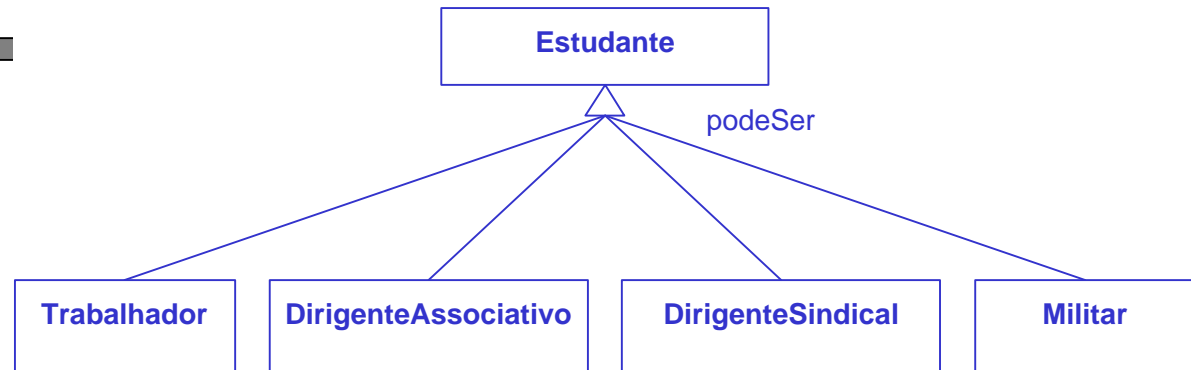 Estudante
podeSer
Trabalhador
DirigenteAssociativo
DirigenteSindical
Militar